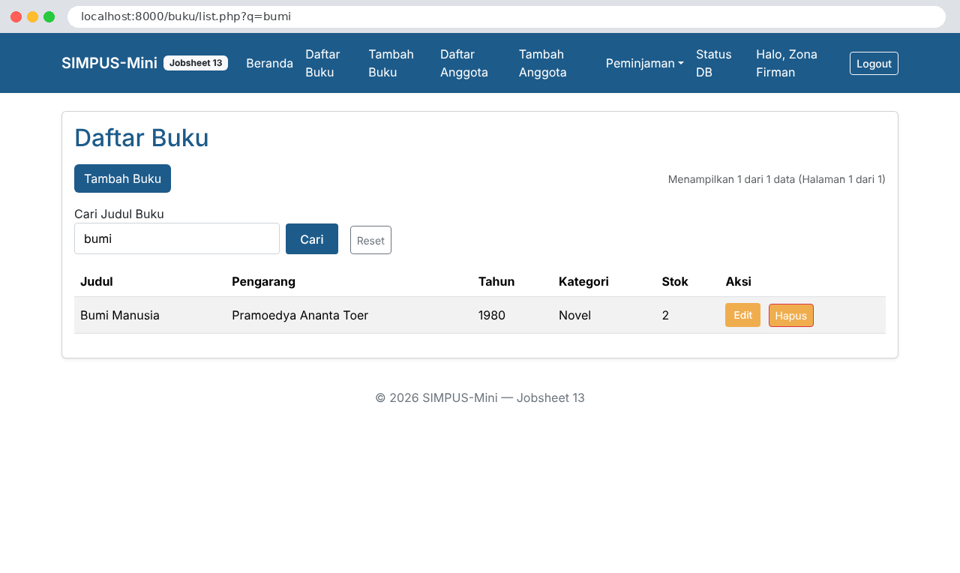 localhost:8000/buku/list.php?q=bumi
SIMPUS-Mini Jobsheet 13 Beranda Daftar Buku Tambah Buku Daftar Anggota Tambah Anggota Peminjaman Status DB Halo, Zona Firman Logout
Daftar Buku
Tambah Buku Menampilkan 1 dari 1 data (Halaman 1 dari 1)
Cari Judul Buku
bumi Cari Reset
Judul Pengarang Tahun Kategori Stok Aksi
Bumi Manusia Pramoedya Ananta Toer 1980 Novel 2 Edit Hapus
© 2026 SIMPUS-Mini — Jobsheet 13